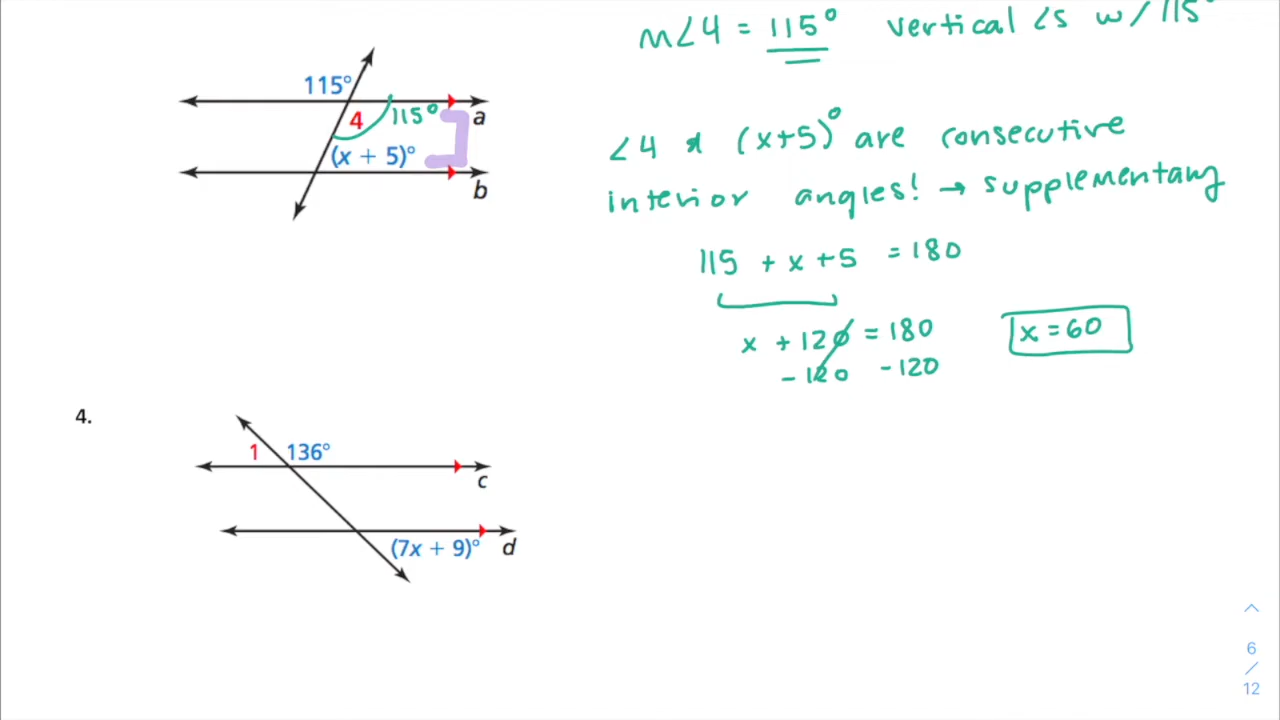 m∠4 = 115° vertical ∠s w/ 115°
115°
4 115° a
(x + 5)°
b
∠4 & (x+5)° are consecutive
interior angles! → supplementary
115 + x + 5 = 180
x + 120 = 180
- 120 - 120
x = 60
4.
1 136°
c
(7x + 9)° d
6
/
12